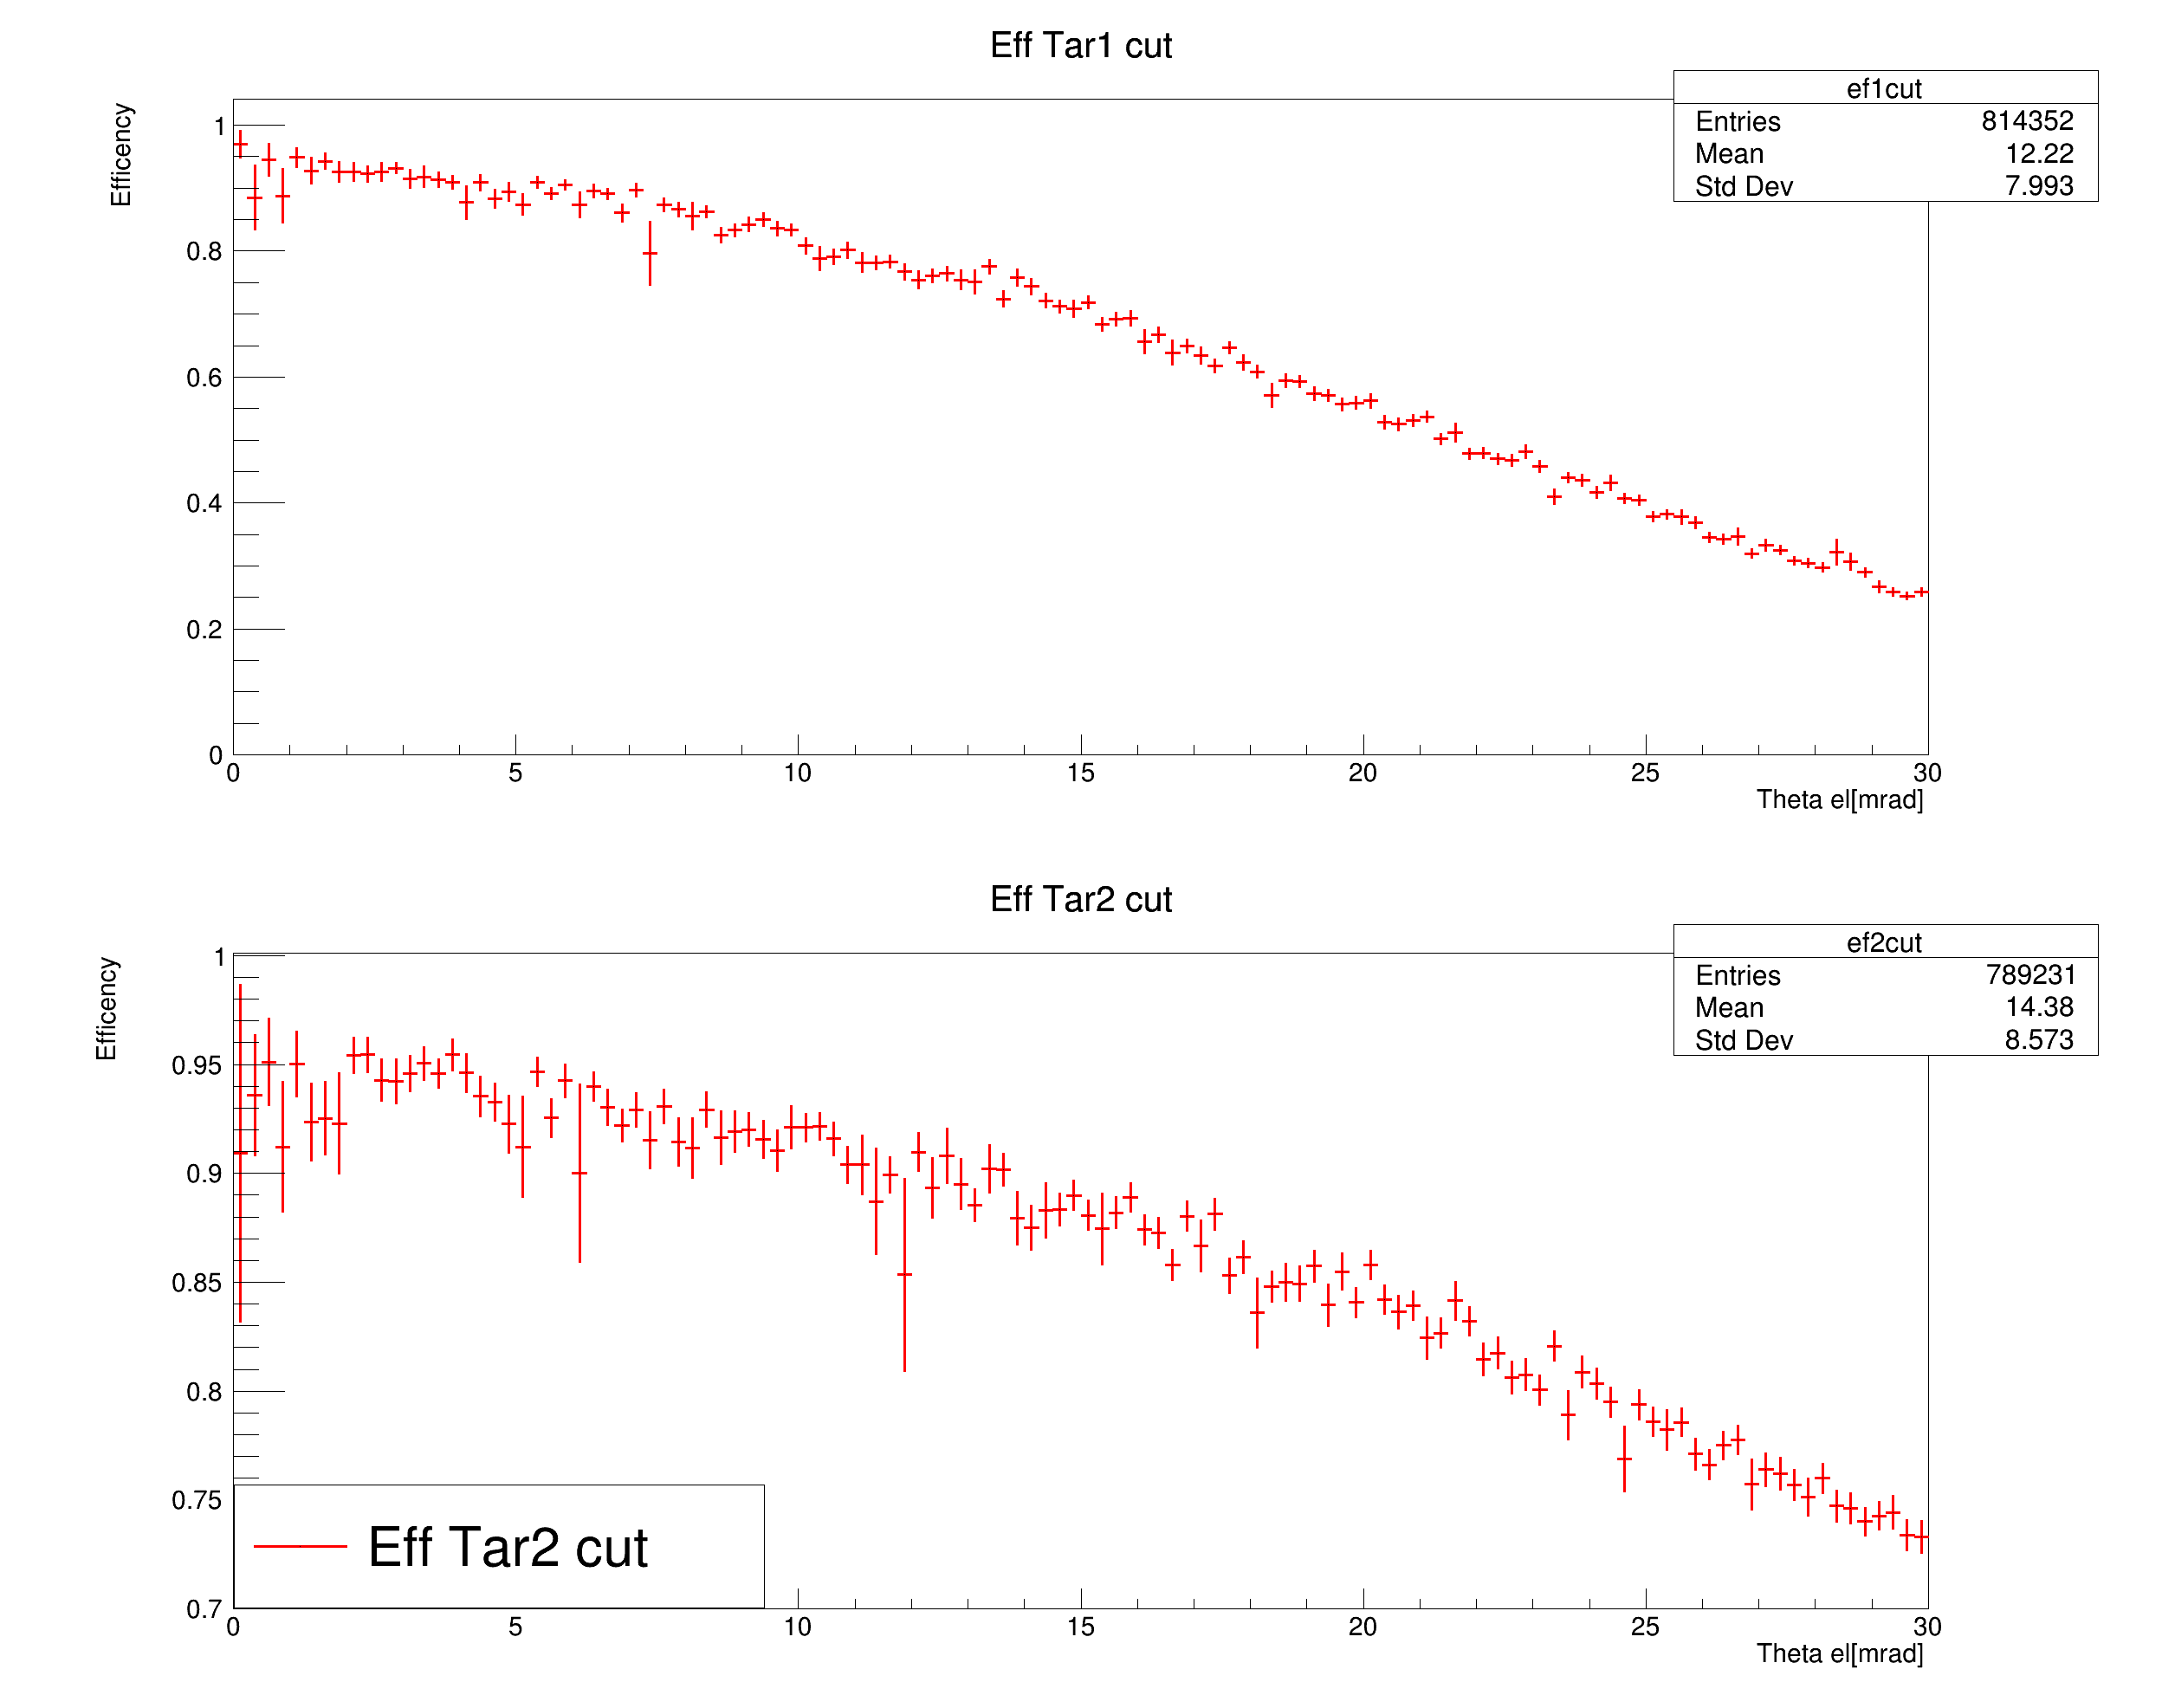 Eff Tar1 cut
ef1cut
Entries 814352
Mean 12.22
Std Dev 7.993
Efficency
1
0.8
0.6
0.4
0.2
0
0 5 10 15 20 25 30
Theta el[mrad]
Eff Tar2 cut
ef2cut
Entries 789231
Mean 14.38
Std Dev 8.573
Efficency
1
0.95
0.9
0.85
0.8
0.75
0.7
Eff Tar2 cut
0 5 10 15 20 25 30
Theta el[mrad]